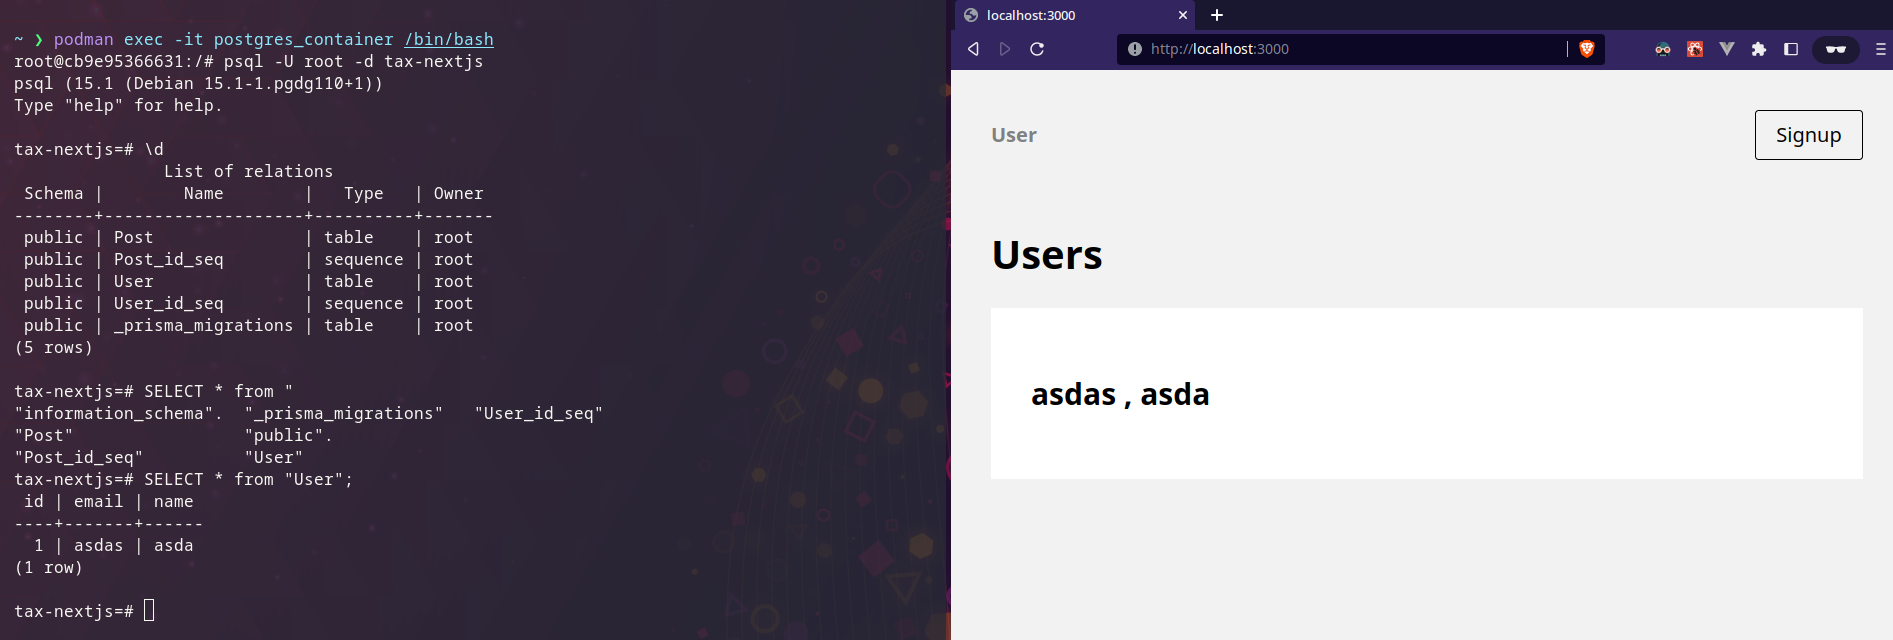 ~ ❯ podman exec -it postgres_container /bin/bash
root@cb9e95366631:/# psql -U root -d tax-nextjs
psql (15.1 (Debian 15.1-1.pgdg110+1))
Type "help" for help.
tax-nextjs=# \d
List of relations
Schema | Name | Type | Owner
--------+--------------------+----------+-------
public | Post | table | root
public | Post_id_seq | sequence | root
public | User | table | root
public | User_id_seq | sequence | root
public | _prisma_migrations | table | root
(5 rows)
tax-nextjs=# SELECT * from "
"information_schema". "_prisma_migrations" "User_id_seq"
"Post" "public".
"Post_id_seq" "User"
tax-nextjs=# SELECT * from "User";
id | email | name
----+-------+------
1 | asdas | asda
(1 row)
tax-nextjs=#
localhost:3000
http://localhost:3000
User
Signup
Users
asdas , asda